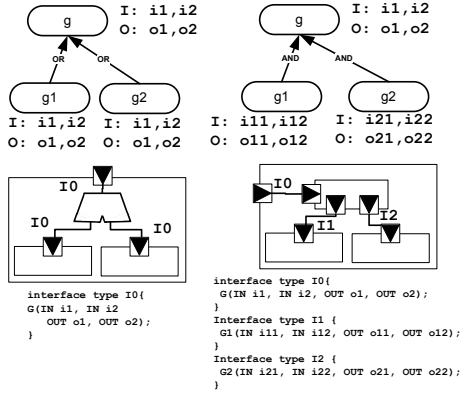 g
I: i1,i2
O: o1,o2
OR
OR
g1
g2
I: i1,i2
O: o1,o2
I: i1,i2
O: o1,o2
I0
I0
I0
interface type I0{
G(IN i1, IN i2
OUT o1, OUT o2);
}
g
I: i1,i2
O: o1,o2
AND
AND
g1
g2
I: i11,i12
O: o11,o12
I: i21,i22
O: o21,o22
I0
I1
I2
interface type I0{
G(IN i1, IN i2, OUT o1, OUT o2);
}
Interface type I1 {
G1(IN i11, IN i12, OUT o11, OUT o12);
}
Interface type I2 {
G2(IN i21, IN i22, OUT o21, OUT o22);
}